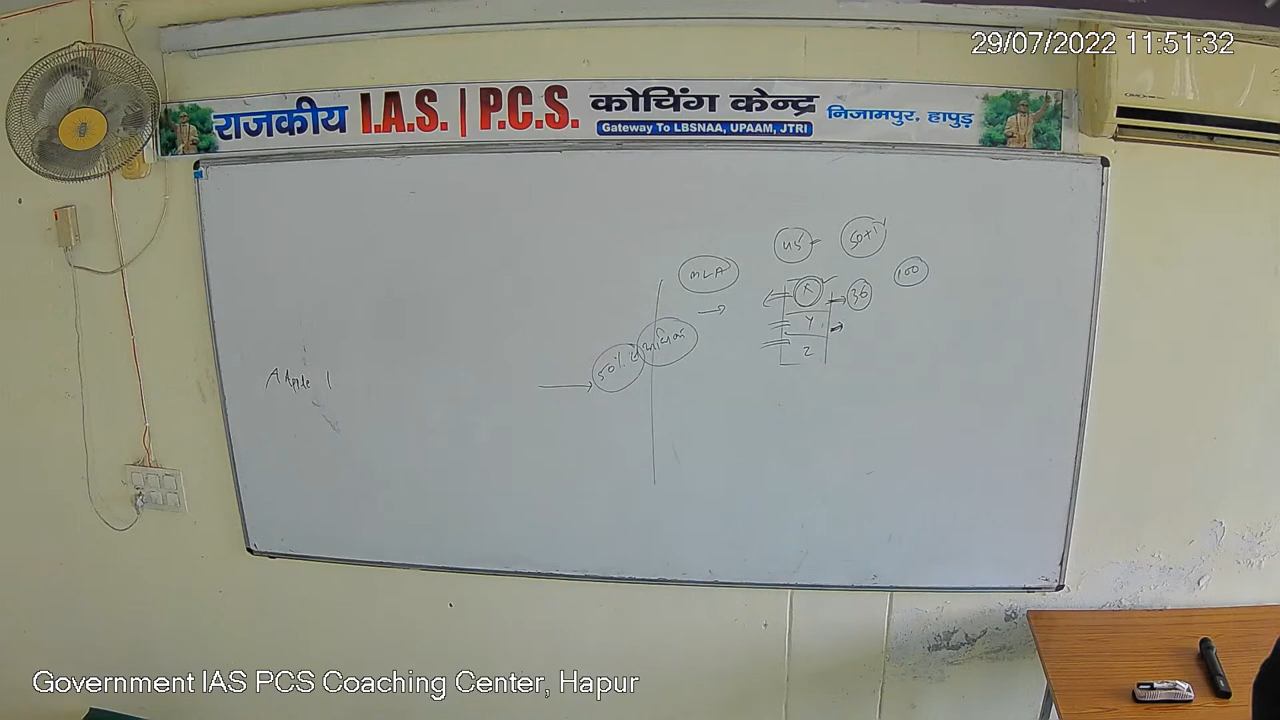 29/07/2022 11:51:32
राजकीय I.A.S. | P.C.S. कोचिंग केन्द्र निजामपुर, हापुड़
Gateway To LBSNAA, UPAAM, JTRI
45 50+1
MLA 100
X 36
Y
50% से अधिक
Z
Government IAS PCS Coaching Center, Hapur